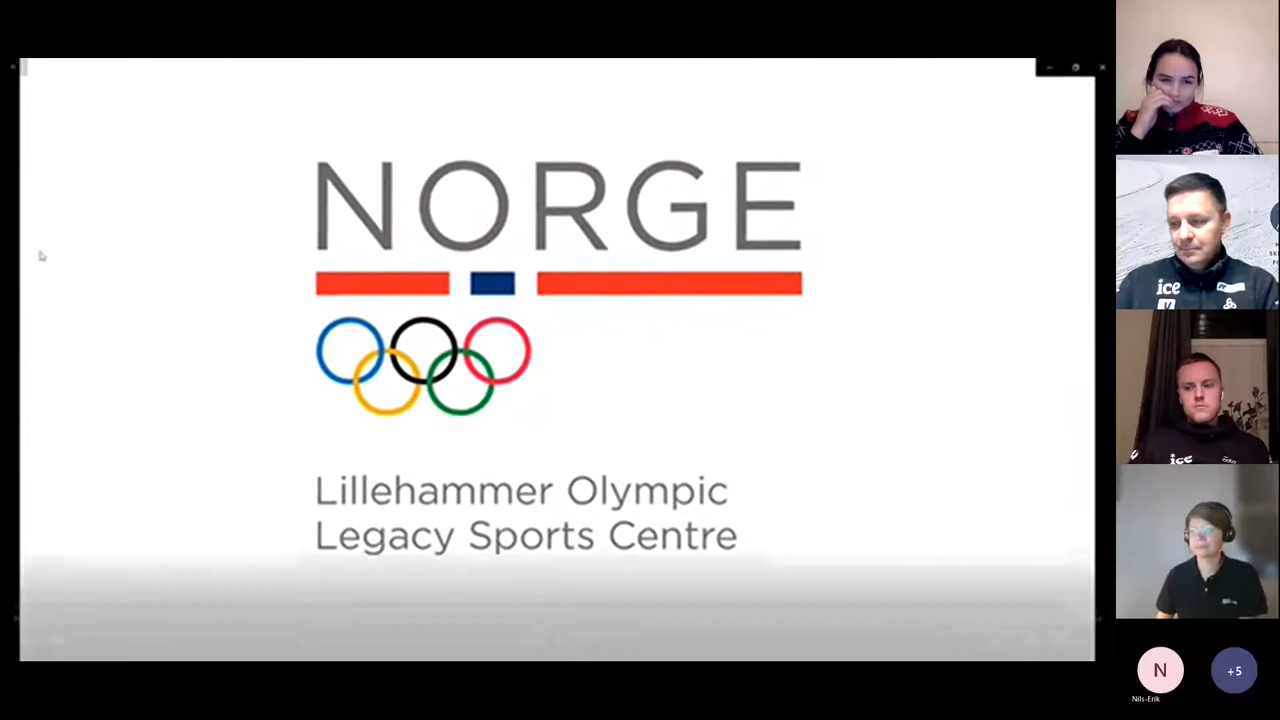 NORGE
Lillehammer Olympic
Legacy Sports Centre
ice
ice
N
+5
Nils-Erik